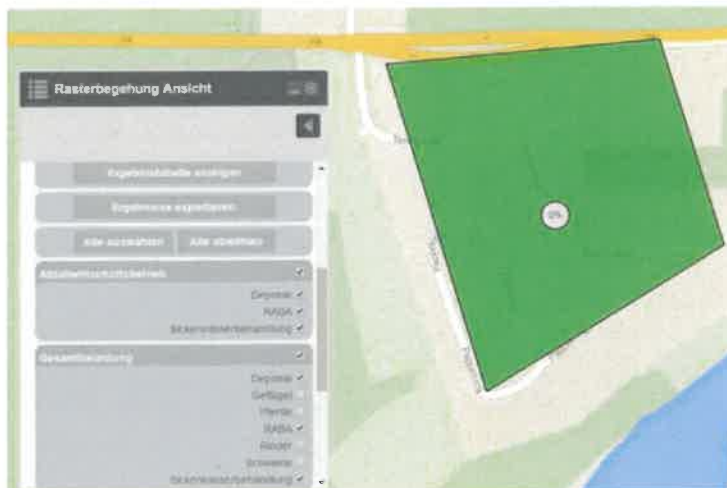 Rasterbegehung Ansicht
Ergebnistabelle anzeigen
Ergebnisse exportieren
Alle auswählen Alle abwählen
Abfallwirtschaftsbetrieb
Deponie
RABA
Sickerwasserbehandlung
Gesamtbelastung
Deponie
Geflügel
Pferde
RABA
Rinder
Schweine
Sickerwasserbehandlung
0%